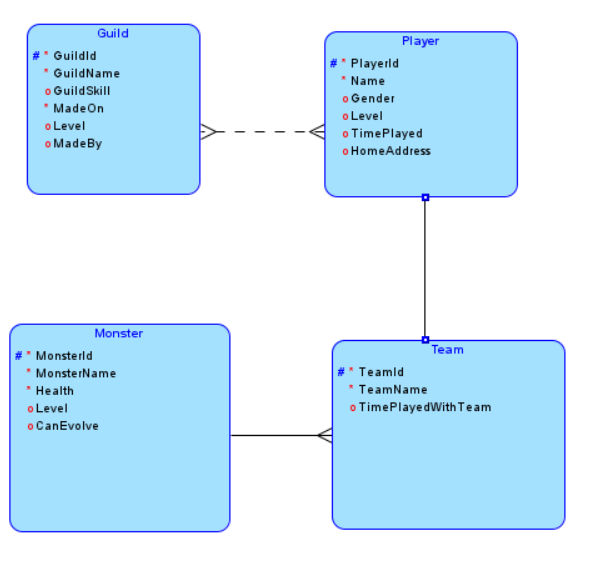 Guild
# * GuildId
* GuildName
o GuildSkill
* MadeOn
o Level
o MadeBy
Player
# * PlayerId
* Name
o Gender
o Level
o TimePlayed
o HomeAddress
Monster
# * MonsterId
* MonsterName
* Health
o Level
o CanEvolve
Team
# * TeamId
* TeamName
o TimePlayedWithTeam